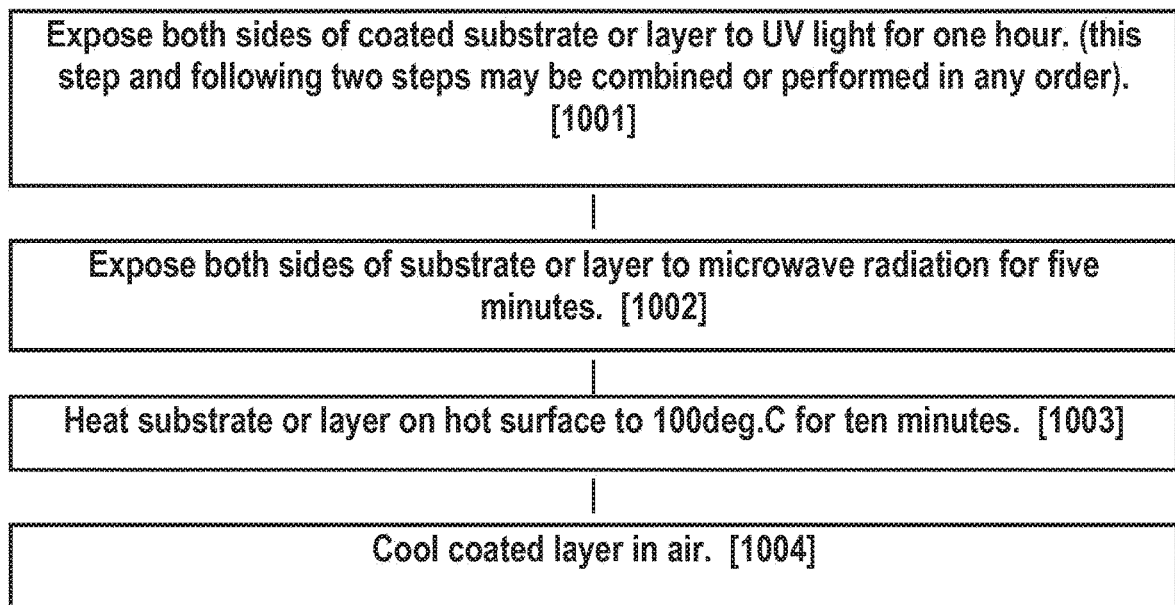 Expose both sides of coated substrate or layer to UV light for one hour. (this
step and following two steps may be combined or performed in any order).
[1001]
Expose both sides of substrate or layer to microwave radiation for five
minutes. [1002]
Heat substrate or layer on hot surface to 100deg.C for ten minutes. [1003]
Cool coated layer in air. [1004]